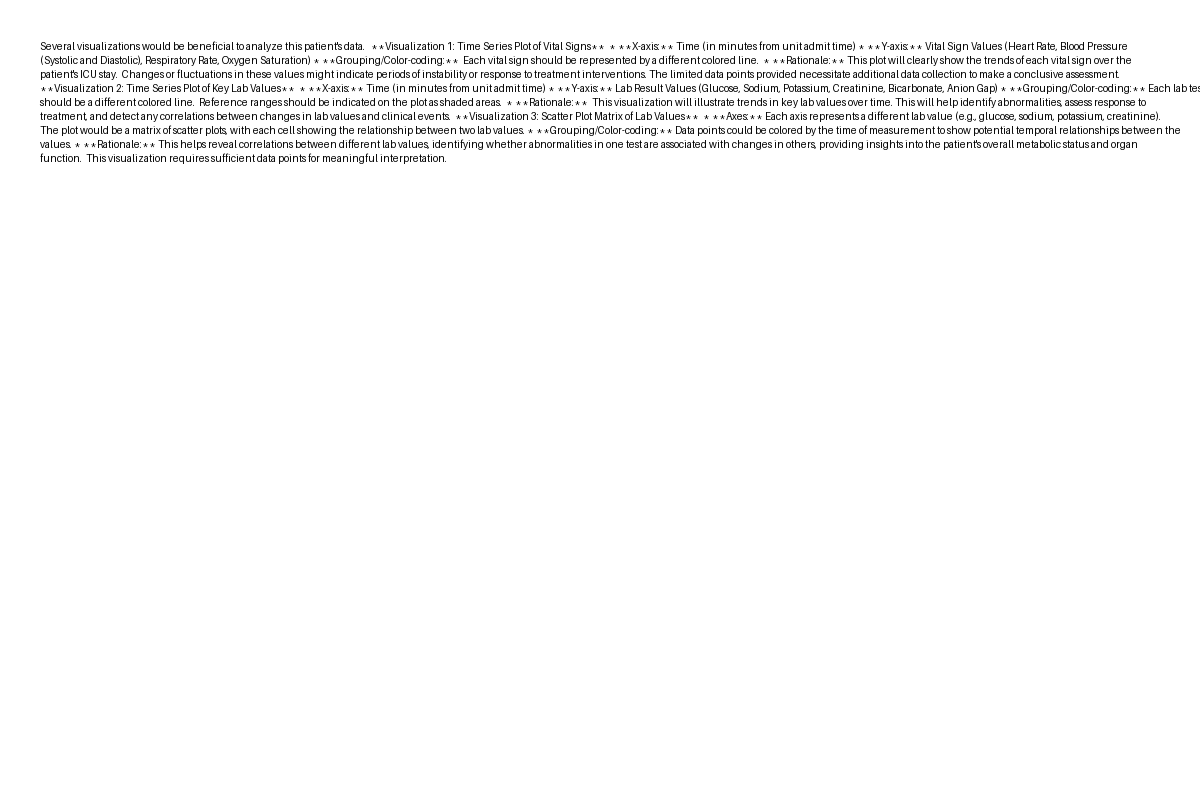 Several visualizations would be beneficial to analyze this patient's data.   **Visualization 1: Time Series Plot of Vital Signs**  * **X-axis:** Time (in minutes from unit admit time) * **Y-axis:** Vital Sign Values (Heart Rate, Blood Pressure
(Systolic and Diastolic), Respiratory Rate, Oxygen Saturation) * **Grouping/Color-coding:**  Each vital sign should be represented by a different colored line.  * **Rationale:** This plot will clearly show the trends of each vital sign over the
patient's ICU stay.  Changes or fluctuations in these values might indicate periods of instability or response to treatment interventions. The limited data points provided necessitate additional data collection to make a conclusive assessment.
**Visualization 2: Time Series Plot of Key Lab Values**  * **X-axis:** Time (in minutes from unit admit time) * **Y-axis:** Lab Result Values (Glucose, Sodium, Potassium, Creatinine, Bicarbonate, Anion Gap) * **Grouping/Color-coding:** Each lab tes
should be a different colored line.  Reference ranges should be indicated on the plot as shaded areas.  * **Rationale:**  This visualization will illustrate trends in key lab values over time. This will help identify abnormalities, assess response to
treatment, and detect any correlations between changes in lab values and clinical events.  **Visualization 3: Scatter Plot Matrix of Lab Values**  * **Axes:** Each axis represents a different lab value (e.g., glucose, sodium, potassium, creatinine).
The plot would be a matrix of scatter plots, with each cell showing the relationship between two lab values. * **Grouping/Color-coding:** Data points could be colored by the time of measurement to show potential temporal relationships between the
values. * **Rationale:** This helps reveal correlations between different lab values, identifying whether abnormalities in one test are associated with changes in others, providing insights into the patient's overall metabolic status and organ
function.  This visualization requires sufficient data points for meaningful interpretation.